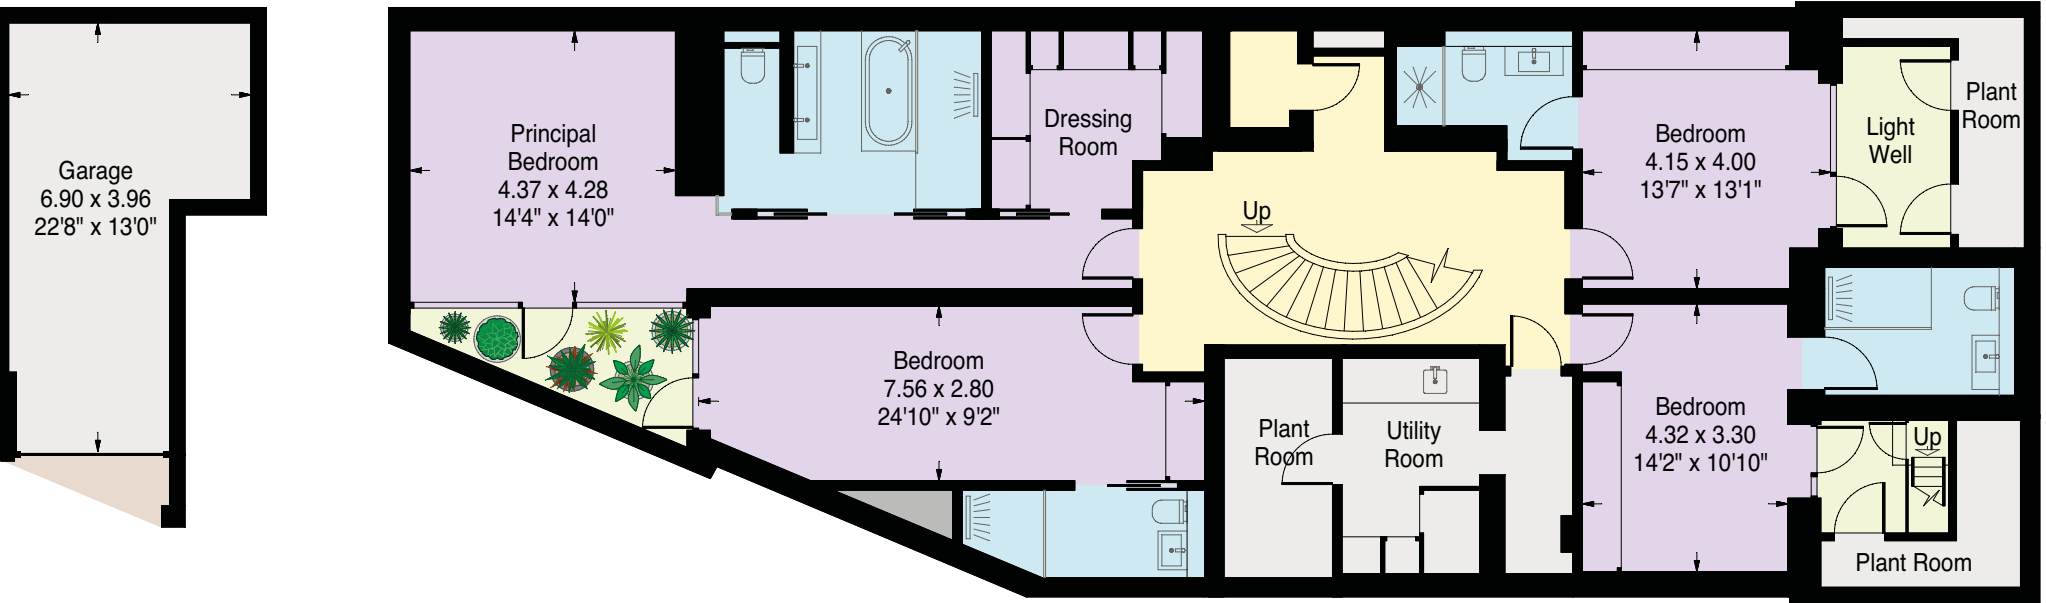 Garage
6.90 x 3.96
22'8" x 13'0"
Principal
Bedroom
4.37 x 4.28
14'4" x 14'0"
Dressing
Room
Up
Bedroom
4.15 x 4.00
13'7" x 13'1"
Light
Well
Plant
Room
Bedroom
7.56 x 2.80
24'10" x 9'2"
Plant
Room
Utility
Room
Bedroom
4.32 x 3.30
14'2" x 10'10"
Up
Plant Room